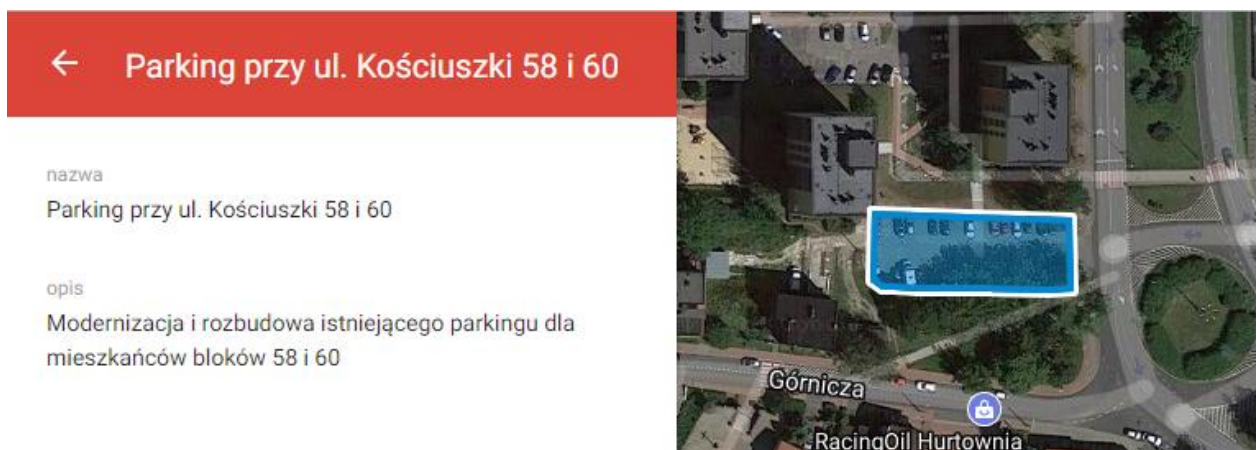 Parking przy ul. Kościuszki 58 i 60
nazwa
Parking przy ul. Kościuszki 58 i 60
opis
Modernizacja i rozbudowa istniejącego parkingu dla
mieszkańców bloków 58 i 60
Górnicza
RacingOil Hurtownia